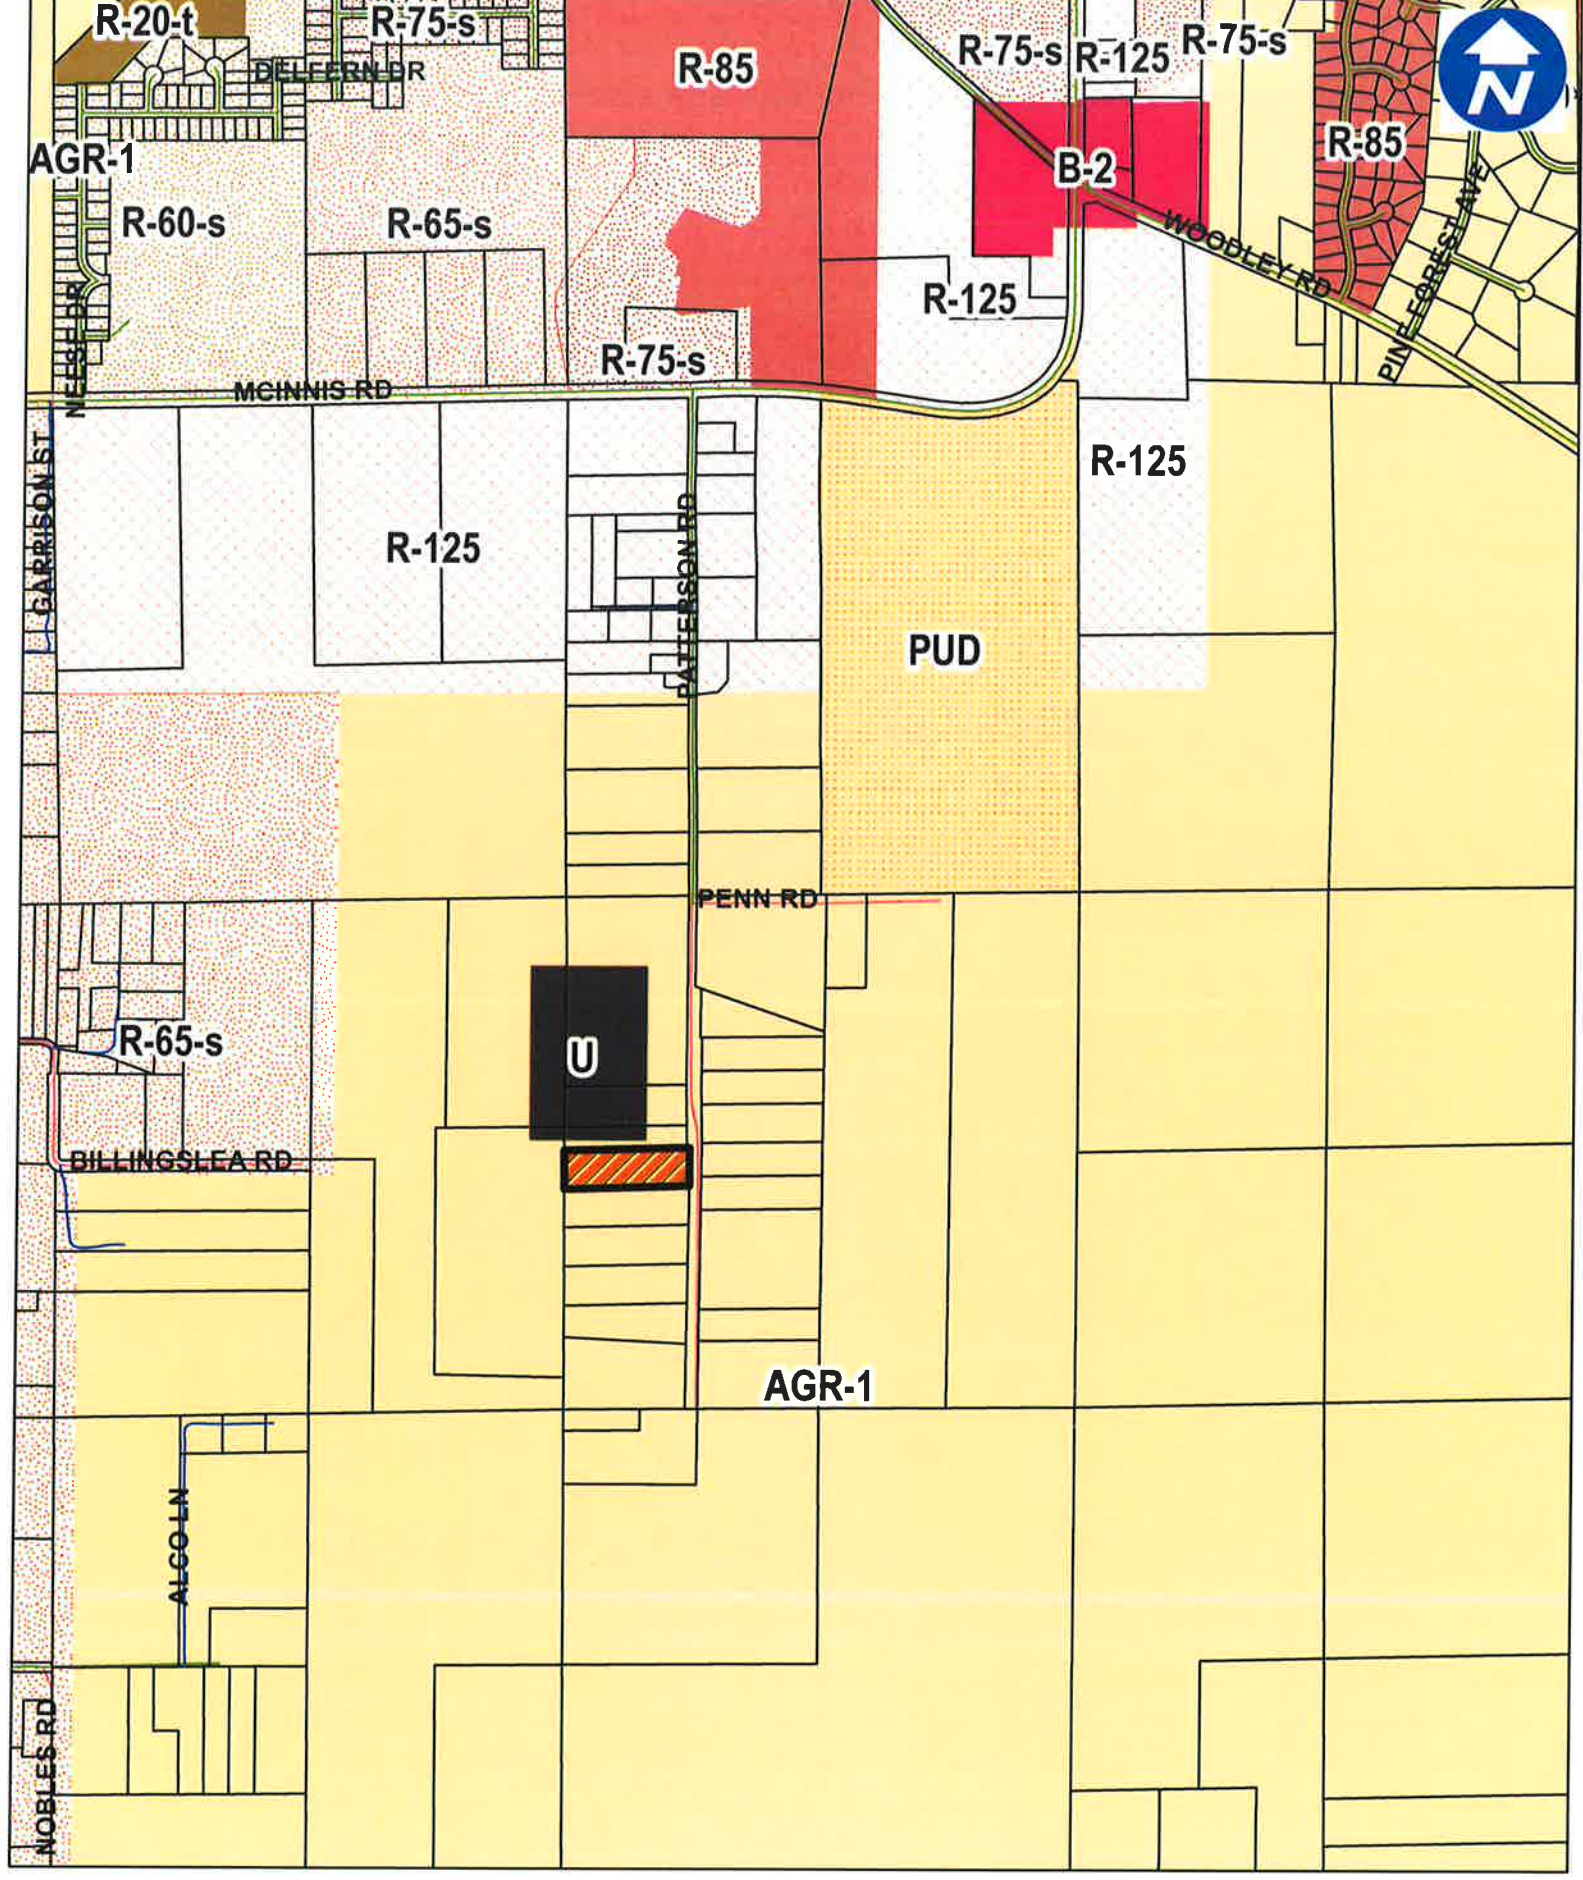 R-20-t
R-75-s
DELFERN DR
R-85
R-75-s
R-125
R-75-s
N
AGR-1
R-60-s
R-65-s
B-2
R-85
WOODLEY RD
PINE FOREST AVE
NEESE DR
R-125
R-75-s
MCINNIS RD
GARRISON ST
R-125
PATTERSON RD
R-125
PUD
PENN RD
U
R-65-s
BILLINGSLEA RD
AGR-1
ALCO LN
NOBLES RD